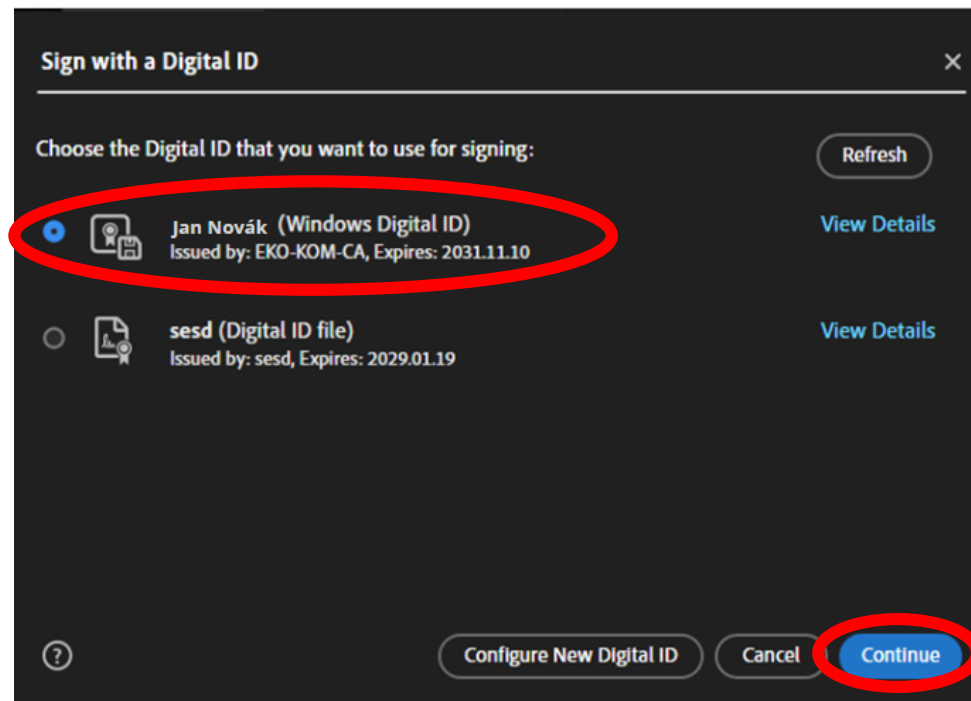 Sign with a Digital ID
Choose the Digital ID that you want to use for signing:
Refresh
Jan Novák (Windows Digital ID)
View Details
Issued by: EKO-KOM-CA, Expires: 2031.11.10
sesd (Digital ID file)
View Details
Issued by: sesd, Expires: 2029.01.19
?
Configure New Digital ID
Cancel
Continue